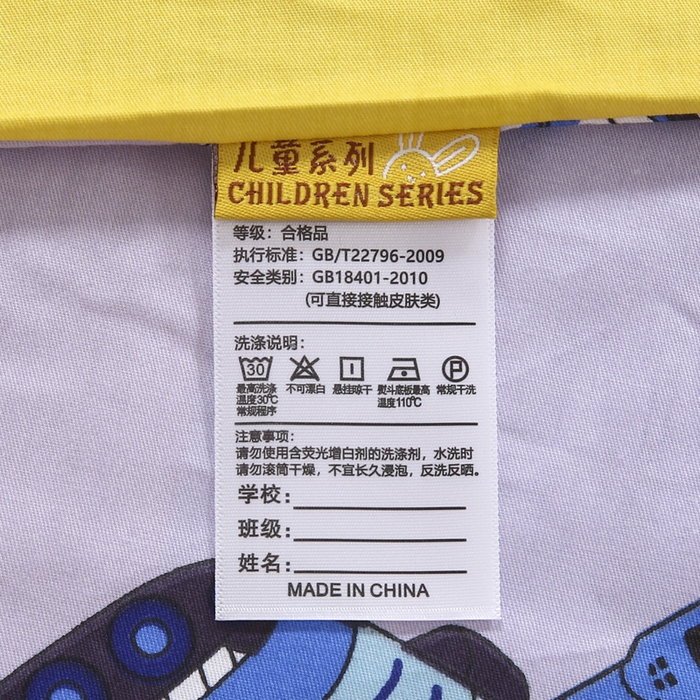 儿童系列
CHILDREN SERIES
等级：合格品
执行标准：GB/T22796-2009
安全类别：GB18401-2010
(可直接接触皮肤类)
洗涤说明：
30 P
最高洗涤 不可漂白 悬挂晾干 熨斗底板最高 常规干洗
温度30℃ 温度110℃
常规程序
注意事项：
请勿使用含荧光增白剂的洗涤剂，水洗时
请勿滚筒干燥，不宜长久浸泡，反洗反晒。
学校：
班级：
姓名：
MADE IN CHINA